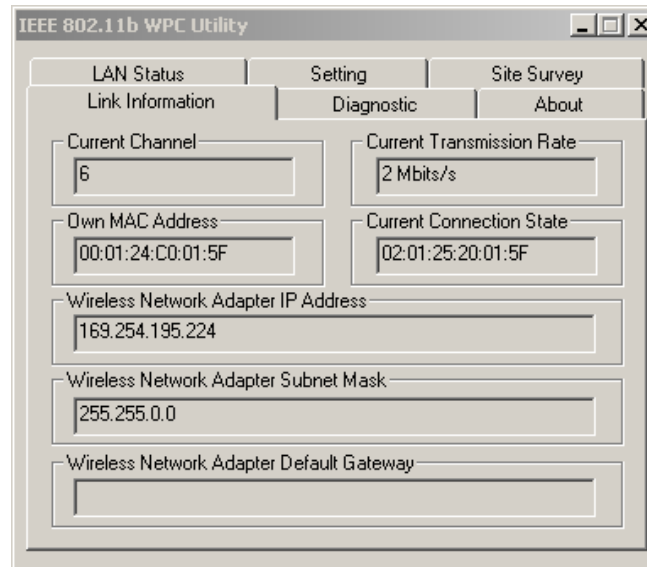 IEEE 802.11b WPC Utility
LAN Status Setting Site Survey
Link Information Diagnostic About
Current Channel Current Transmission Rate
6 2 Mbits/s
Own MAC Address Current Connection State
00:01:24:C0:01:5F 02:01:25:20:01:5F
Wireless Network Adapter IP Address
169.254.195.224
Wireless Network Adapter Subnet Mask
255.255.0.0
Wireless Network Adapter Default Gateway